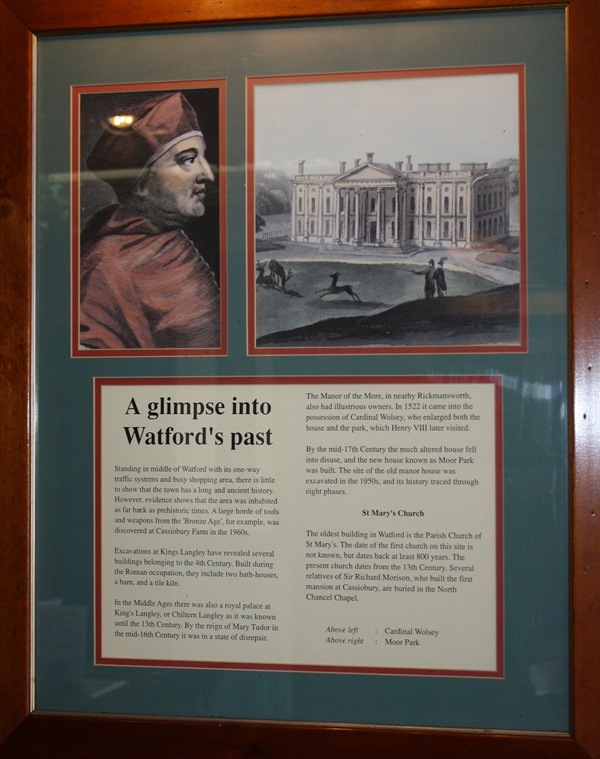 A glimpse into
Watford's past
Standing in middle of Watford with its one-way
traffic systems and busy shopping area, there is little
to show that the town has a long and ancient history.
However, evidence shows that the area was inhabited
as far back as prehistoric times. A large horde of tools
and weapons from the 'Bronze Age', for example, was
discovered at Cassiobury Farm in the 1960s.
Excavations at Kings Langley have revealed several
buildings belonging to the 4th Century. Built during
the Roman occupation, they include two bath-houses,
a barn, and a tile kiln.
In the Middle Ages there was also a royal palace at
King's Langley, or Chiltern Langley as it was known
until the 13th Century. By the reign of Mary Tudor in
the mid-16th Century it was in a state of disrepair.
The Manor of the More, in nearby Rickmansworth,
also had illustrious owners. In 1522 it came into the
possession of Cardinal Wolsey, who enlarged both the
house and the park, which Henry VIII later visited.
By the mid-17th Century the much altered house fell
into disuse, and the new house known as Moor Park
was built. The site of the old manor house was
excavated in the 1950s, and its history traced through
eight phases.
St Mary's Church
The oldest building in Watford is the Parish Church of
St Mary's. The date of the first church on this site is
not known, but dates back at least 800 years. The
present church dates from the 13th Century. Several
relatives of Sir Richard Morison, who built the first
mansion at Cassiobury, are buried in the North
Chancel Chapel.
Above left : Cardinal Wolsey
Above right : Moor Park